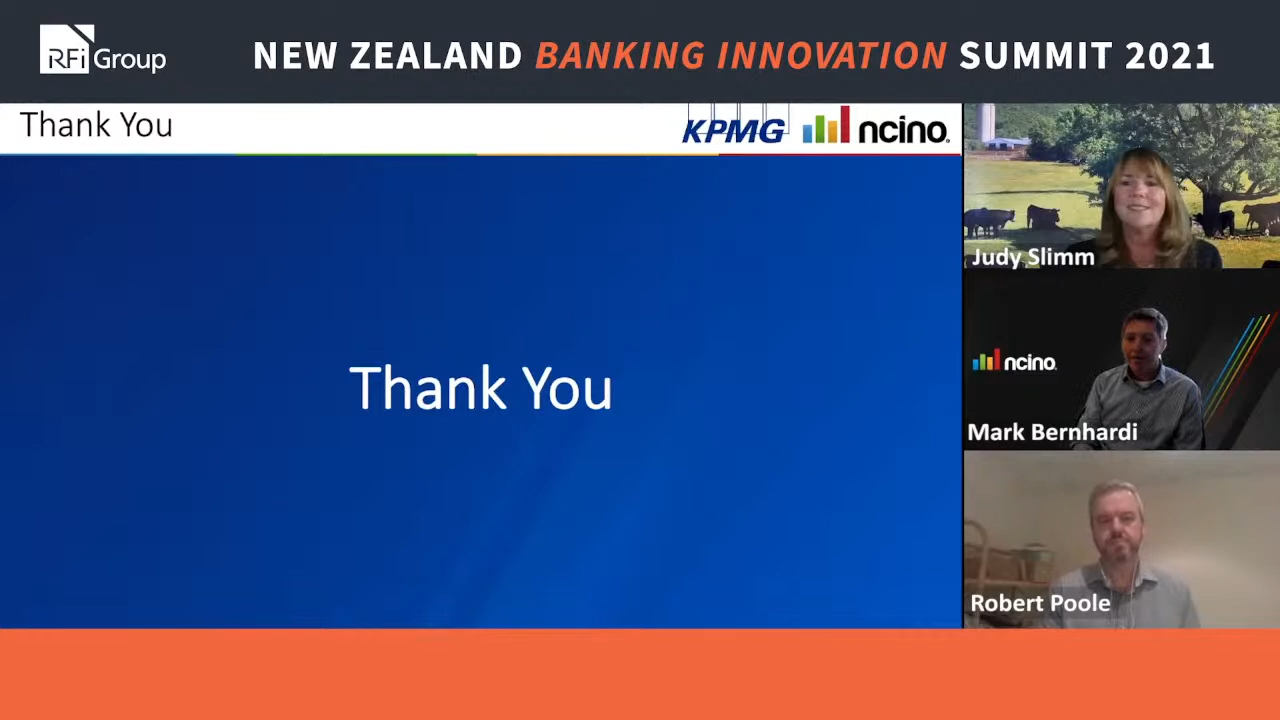 RFi Group
NEW ZEALAND BANKING INNOVATION SUMMIT 2021
Thank You
KPMG
ncino
Thank You
Judy Slimm
ncino
Mark Bernhardi
Robert Poole